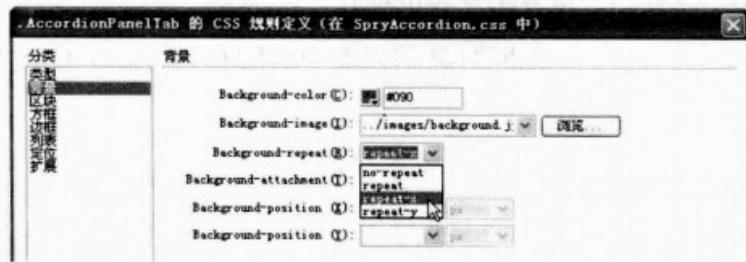 .AccordionPanelTab 的 CSS 规则定义（在 SpryAccordion.css 中）
分类
类型
背景
区块
方框
边框
列表
定位
扩展
背景
Background-color(C): #090
Background-image(I): ../images/background.j 浏览...
Background-repeat(R): repeat-x
no-repeat
repeat
repeat-x
repeat-y
Background-attachment(T):
Background-position (X): px
Background-position (Y): px